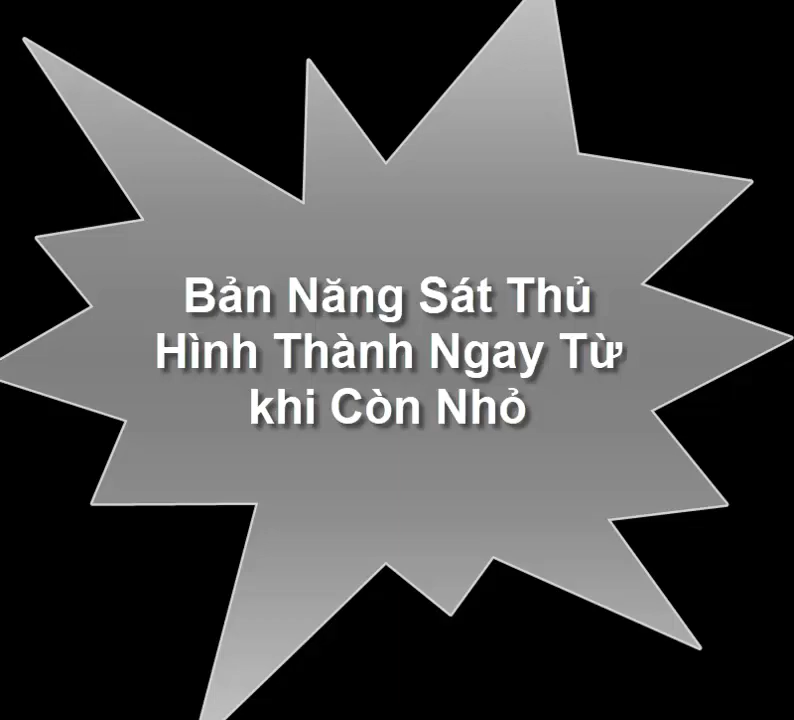 Bản Năng Sát Thủ
Hình Thành Ngay Từ
khi Còn Nhỏ